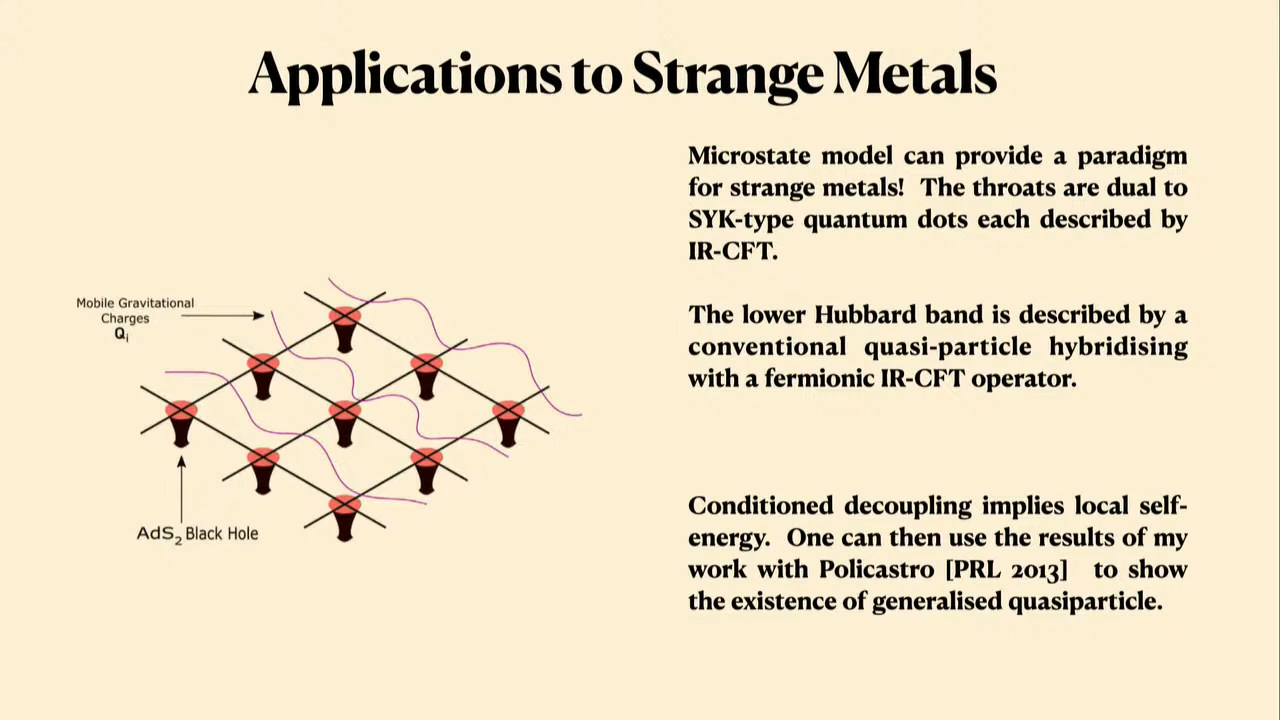 Applications to Strange Metals
Microstate model can provide a paradigm
for strange metals! The throats are dual to
SYK-type quantum dots each described by
IR-CFT.
The lower Hubbard band is described by a
conventional quasi-particle hybridising
with a fermionic IR-CFT operator.
Conditioned decoupling implies local self-
energy. One can then use the results of my
work with Policastro [PRL 2013] to show
the existence of generalised quasiparticle.
Mobile Gravitational
Charges
Qi
AdS2 Black Hole